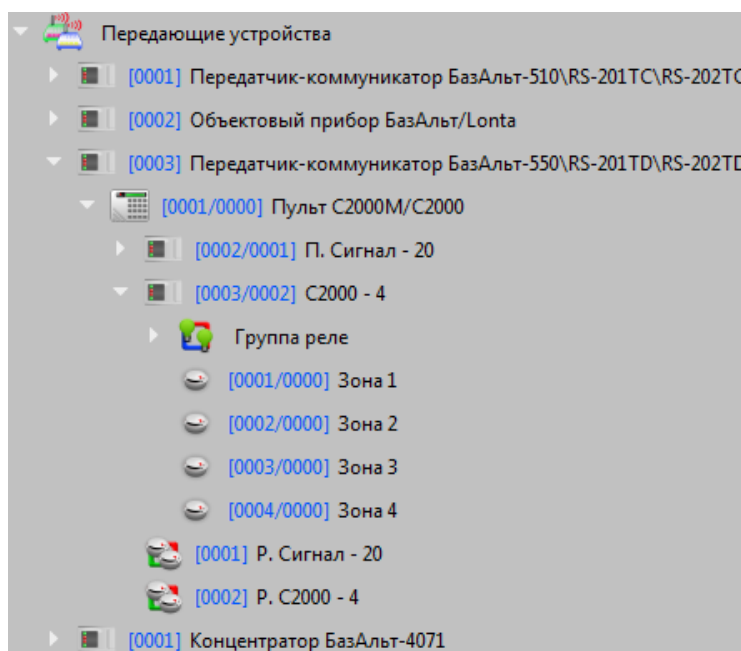 Передающие устройства
[0001] Передатчик-коммуникатор БазАльт-510\RS-201TC\RS-202TC
[0002] Объектовый прибор БазАльт/Lonta
[0003] Передатчик-коммуникатор БазАльт-550\RS-201TD\RS-202TD
[0001/0000] Пульт С2000М/С2000
[0002/0001] П. Сигнал - 20
[0003/0002] С2000 - 4
Группа реле
[0001/0000] Зона 1
[0002/0000] Зона 2
[0003/0000] Зона 3
[0004/0000] Зона 4
[0001] Р. Сигнал - 20
[0002] Р. С2000 - 4
[0001] Концентратор БазАльт-4071